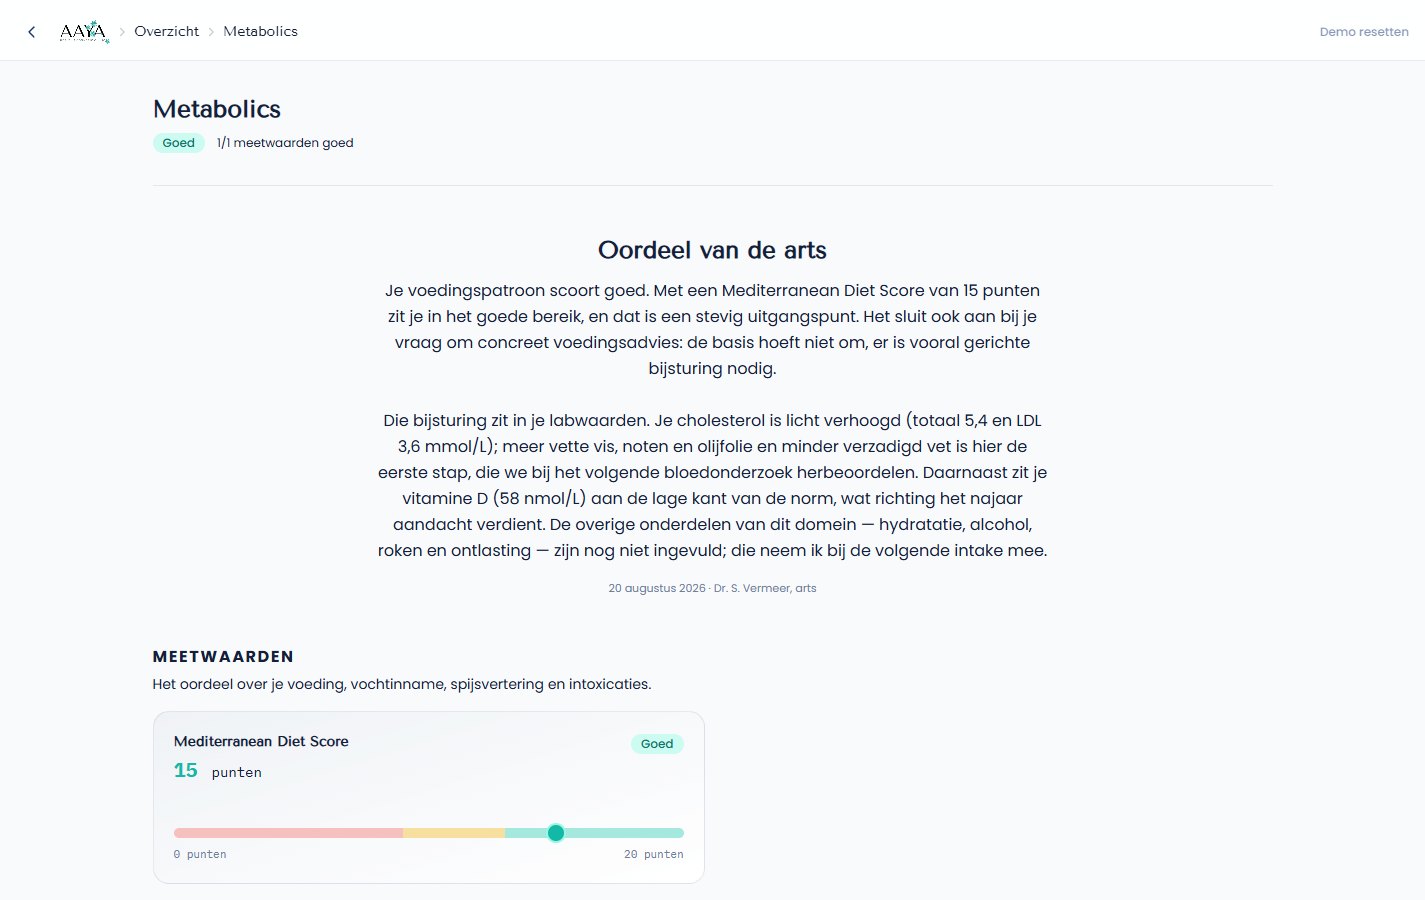 AAYA
Overzicht
Metabolics
Demo resetten
Metabolics
Goed
1/1 meetwaarden goed
Oordeel van de arts
Je voedingspatroon scoort goed. Met een Mediterranean Diet Score van 15 punten
zit je in het goede bereik, en dat is een stevig uitgangspunt. Het sluit ook aan bij je
vraag om concreet voedingsadvies: de basis hoeft niet om, er is vooral gerichte
bijsturing nodig.
Die bijsturing zit in je labwaarden. Je cholesterol is licht verhoogd (totaal 5,4 en LDL
3,6 mmol/L); meer vette vis, noten en olijfolie en minder verzadigd vet is hier de
eerste stap, die we bij het volgende bloedonderzoek herbeoordelen. Daarnaast zit je
vitamine D (58 nmol/L) aan de lage kant van de norm, wat richting het najaar
aandacht verdient. De overige onderdelen van dit domein — hydratatie, alcohol,
roken en ontlasting — zijn nog niet ingevuld; die neem ik bij de volgende intake mee.
20 augustus 2026 · Dr. S. Vermeer, arts
MEETWAARDEN
Het oordeel over je voeding, vochtinname, spijsvertering en intoxicaties.
Mediterranean Diet Score
Goed
15 punten
0 punten
20 punten